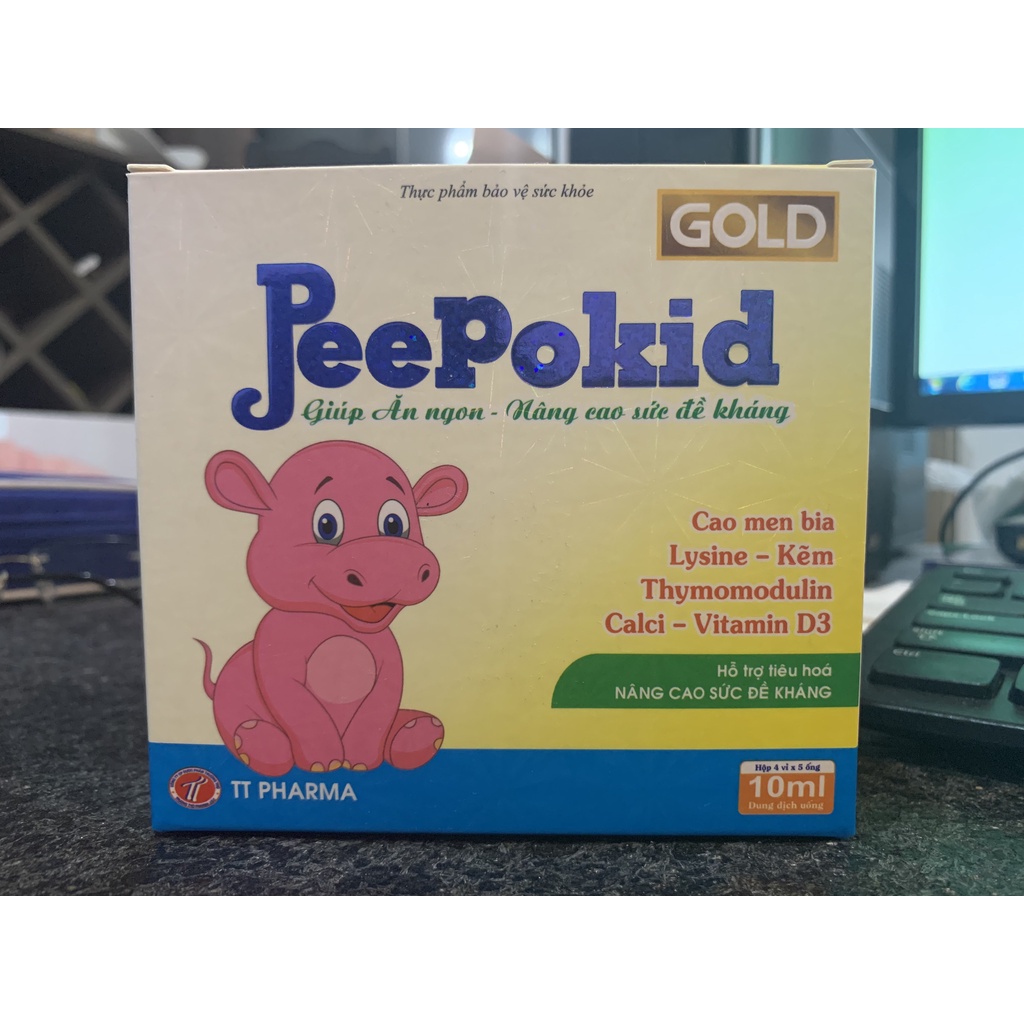 Thực phẩm bảo vệ sức khỏe
GOLD
Peepokid
Giúp Ăn ngon - Nâng cao sức đề kháng
Cao men bia
Lysine – Kẽm
Thymomodulin
Calci – Vitamin D3
Hỗ trợ tiêu hoá
NÂNG CAO SỨC ĐỀ KHÁNG
TT PHARMA
Hộp 4 vỉ x 5 ống
10ml
Dung dịch uống
Ctrl